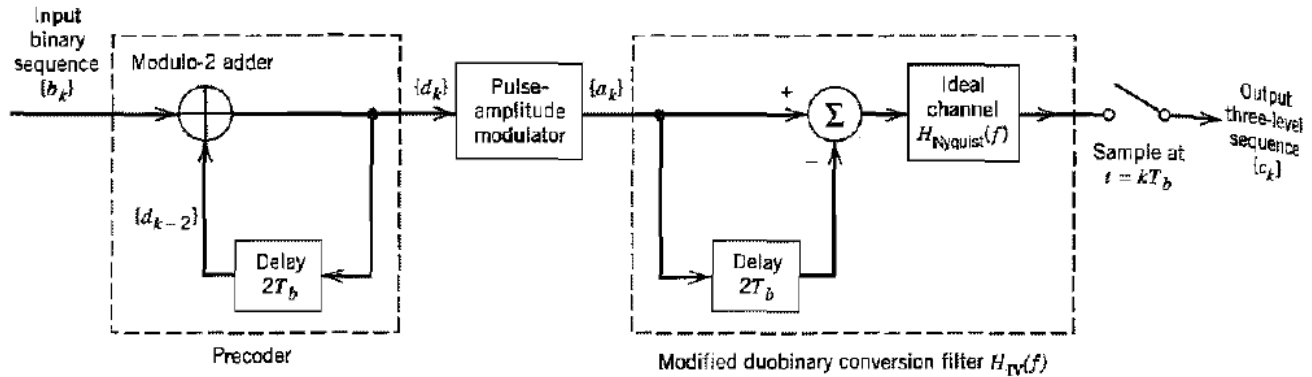 Input
binary
sequence
{b_k}
Modulo-2 adder
{d_k}
Pulse-
amplitude
modulator
{a_k}
+
Σ
−
Ideal
channel
H_Nyquist(f)
Sample at
t = kT_b
Output
three-level
sequence
{c_k}
{d_{k-2}}
Delay
2T_b
Delay
2T_b
Precoder
Modified duobinary conversion filter H_IV(f)